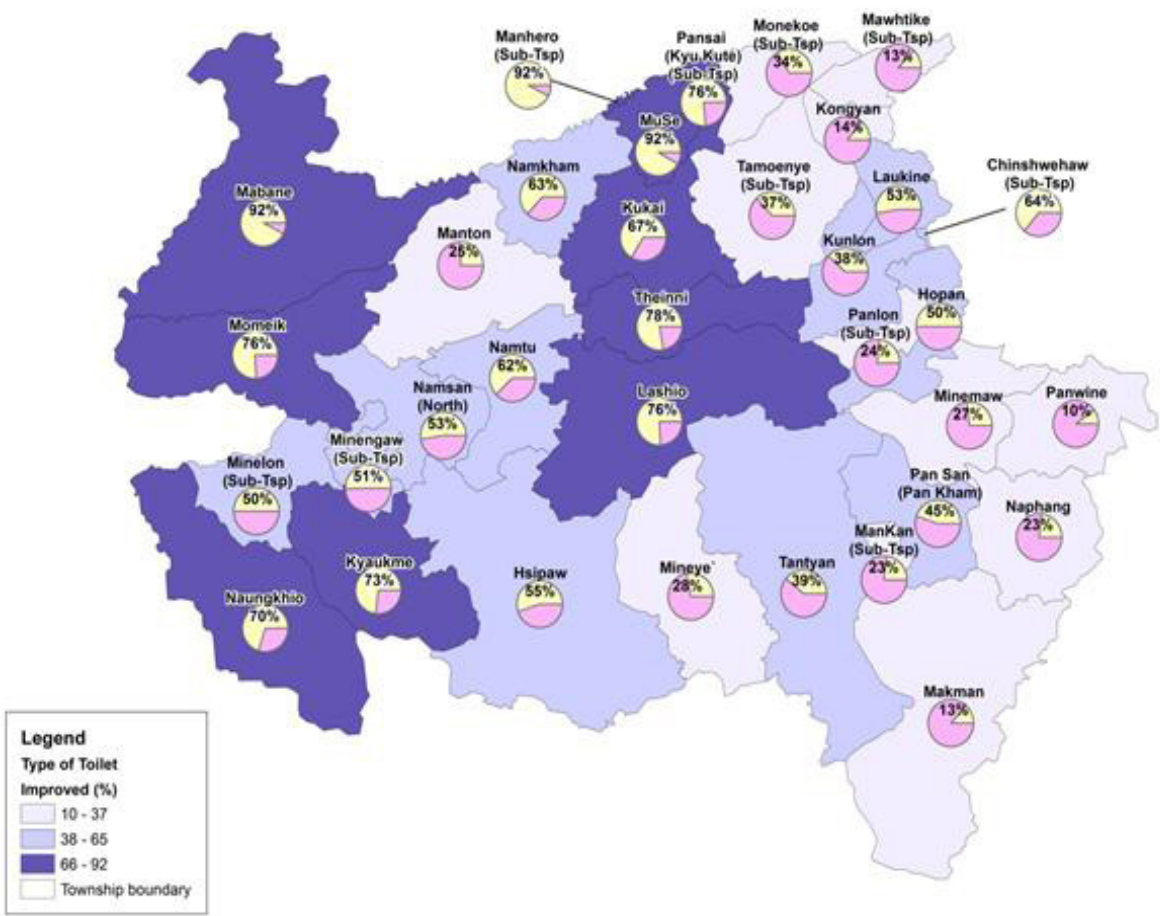 Manhero
(Sub-Tsp)
92%
Pansai
(Kyu Kute)
(Sub-Tsp)
76%
Monekoe
(Sub-Tsp)
34%
Mawhtike
(Sub-Tsp)
13%
MuSe
92%
Kongyan
14%
Namkham
63%
Tamoenye
(Sub-Tsp)
37%
Laukine
53%
Chinshwehaw
(Sub-Tsp)
64%
Mabane
92%
Kukai
67%
Manton
25%
Kunlon
38%
Theinni
78%
Hopan
50%
Momeik
76%
Panlon
(Sub-Tsp)
24%
Namtu
62%
Namsan
(North)
53%
Lashio
76%
Minemaw
27%
Panwine
10%
Minengaw
(Sub-Tsp)
51%
Minelon
(Sub-Tsp)
50%
Pan San
(Pan Kham)
45%
Naphang
23%
ManKan
(Sub-Tsp)
23%
Kyaukme
73%
Hsipaw
55%
Mineye`
28%
Tantyan
39%
Naungkhio
70%
Makman
13%
Legend
Type of Toilet
Improved (%)
10 - 37
38 - 65
66 - 92
Township boundary